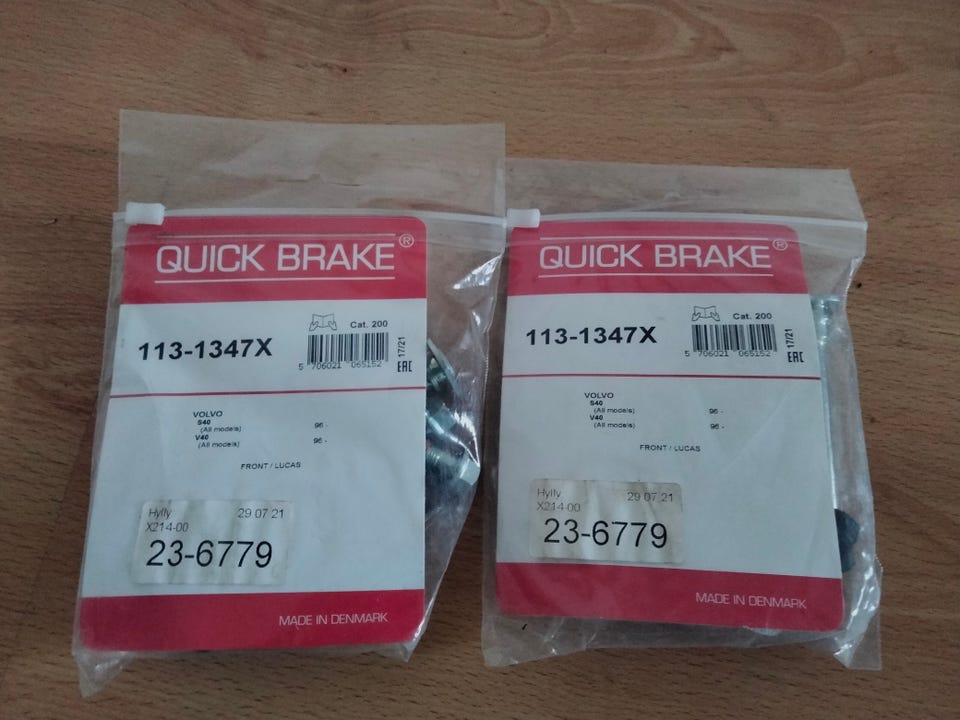 QUICK BRAKE®
Cat. 200
113-1347X
5 706021 065152
17/21
EAC
VOLVO
S40
(All models) 96 -
V40
(All models) 96 -
FRONT / LUCAS
Hylly 29 07 21
X214-00
23-6779
MADE IN DENMARK
QUICK BRAKE®
Cat. 200
113-1347X
5 706021 065152
17/21
EAC
VOLVO
S40
(All models) 96 -
V40
(All models) 96 -
FRONT / LUCAS
Hylly 29 07 21
X214-00
23-6779
MADE IN DENMARK